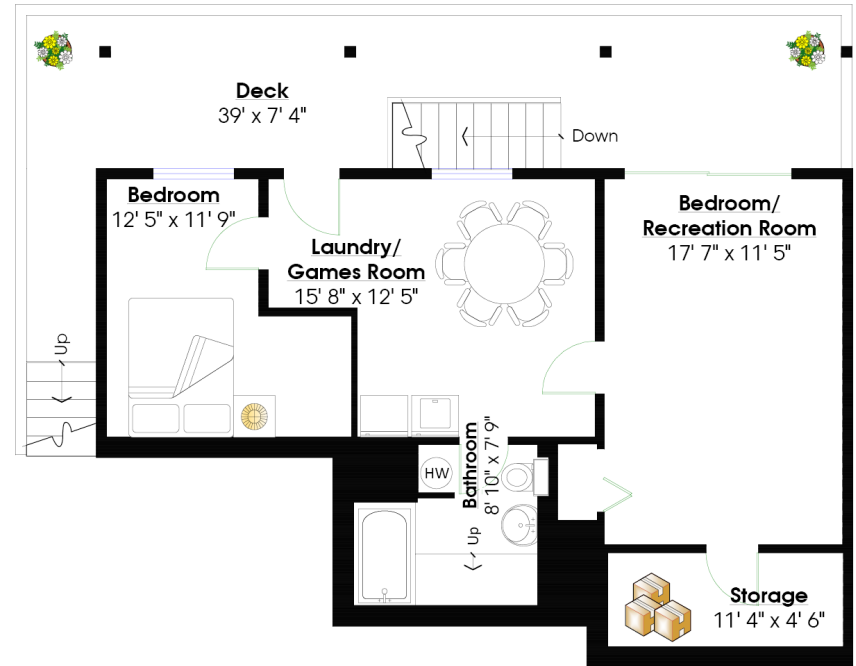 Deck
39' x 7' 4"
Down
Bedroom
12' 5" x 11' 9"
Bedroom/
Recreation Room
17' 7" x 11' 5"
Laundry/
Games Room
15' 8" x 12' 5"
Up
HW
Bathroom
8' 10" x 7' 9"
Up
Storage
11' 4" x 4' 6"